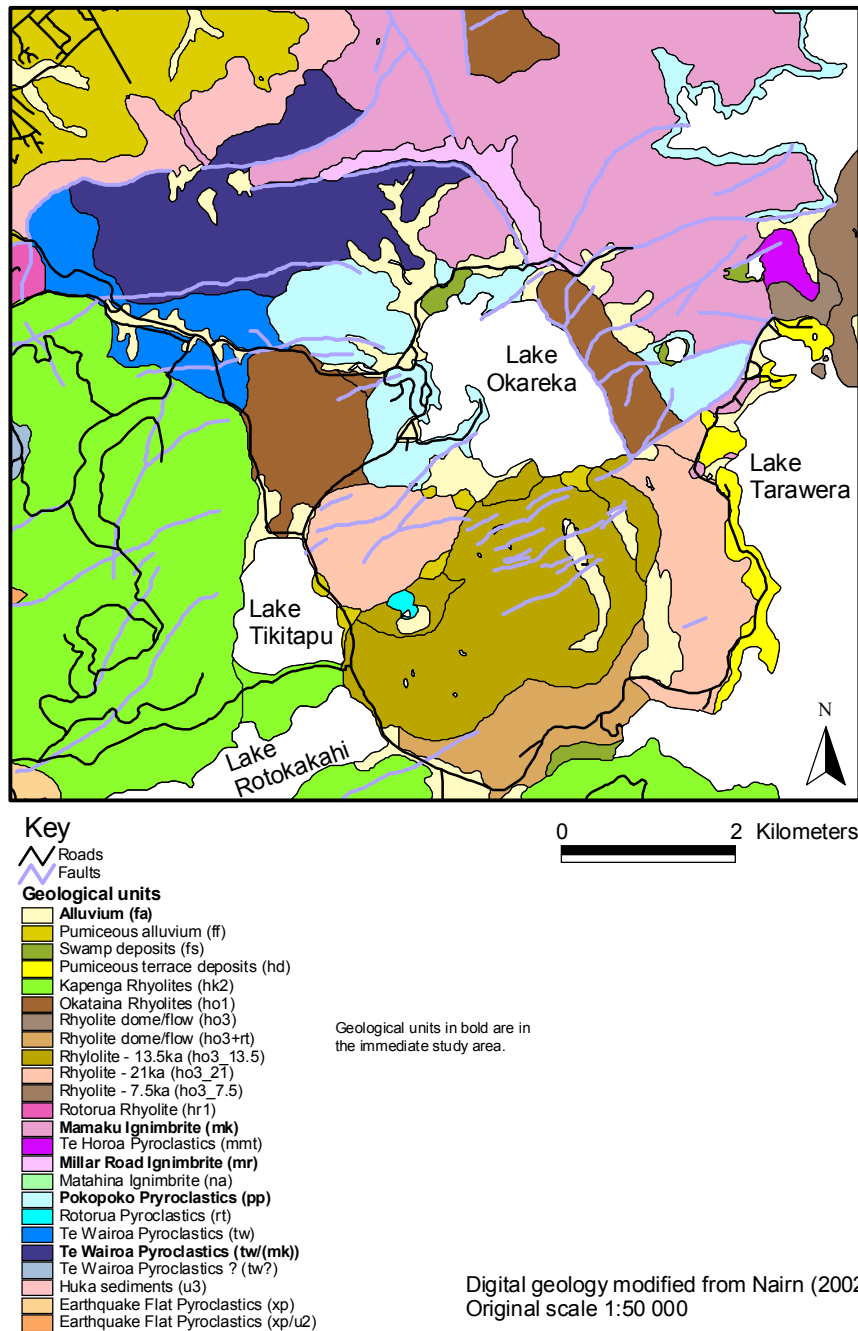 Lake
Okareka
Lake
Tarawera
Lake
Tikitapu
Lake
Rotokakahi
N
Key
Roads
Faults
0 2 Kilometers
Geological units
Alluvium (fa)
Pumiceous alluvium (ff)
Swamp deposits (fs)
Pumiceous terrace deposits (hd)
Kapenga Rhyolites (hk2)
Okataina Rhyolites (ho1)
Rhyolite dome/flow (ho3)
Rhyolite dome/flow (ho3+rt)
Rhylolite - 13.5ka (ho3_13.5)
Rhyolite - 21ka (ho3_21)
Rhyolite - 7.5ka (ho3_7.5)
Rotorua Rhyolite (hr1)
Mamaku Ignimbrite (mk)
Te Horoa Pyroclastics (mmt)
Millar Road Ignimbrite (mr)
Matahina Ignimbrite (na)
Pokopoko Pryroclastics (pp)
Rotorua Pyroclastics (rt)
Te Wairoa Pyroclastics (tw)
Te Wairoa Pyroclastics (tw/(mk))
Te Wairoa Pyroclastics ? (tw?)
Huka sediments (u3)
Earthquake Flat Pyroclastics (xp)
Earthquake Flat Pyroclastics (xp/u2)
Geological units in bold are in
the immediate study area.
Digital geology modified from Nairn (2002
Original scale 1:50 000